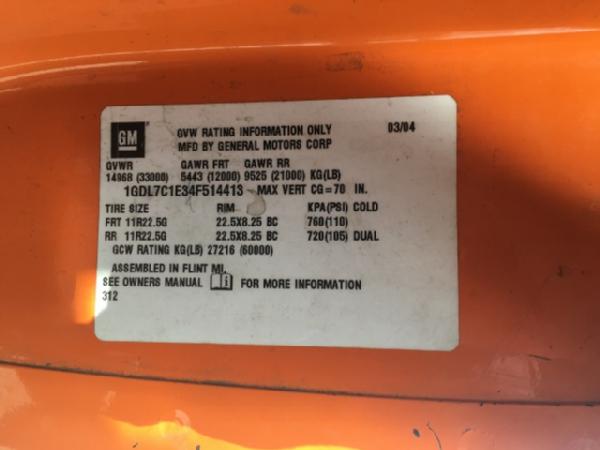 GM GVW RATING INFORMATION ONLY 03/04
MFD BY GENERAL MOTORS CORP
GVWR GAWR FRT GAWR RR
14968 (33000) 5443 (12000) 9525 (21000) KG(LB)
1GDL7C1E34F514413 - MAX VERT CG=70 IN.
TIRE SIZE RIM KPA(PSI) COLD
FRT 11R22.5G 22.5X8.25 BC 760(110)
RR 11R22.5G 22.5X8.25 BC 720(105) DUAL
GCW RATING KG(LB) 27216 (60000)
ASSEMBLED IN FLINT MI.
SEE OWNERS MANUAL i FOR MORE INFORMATION
312